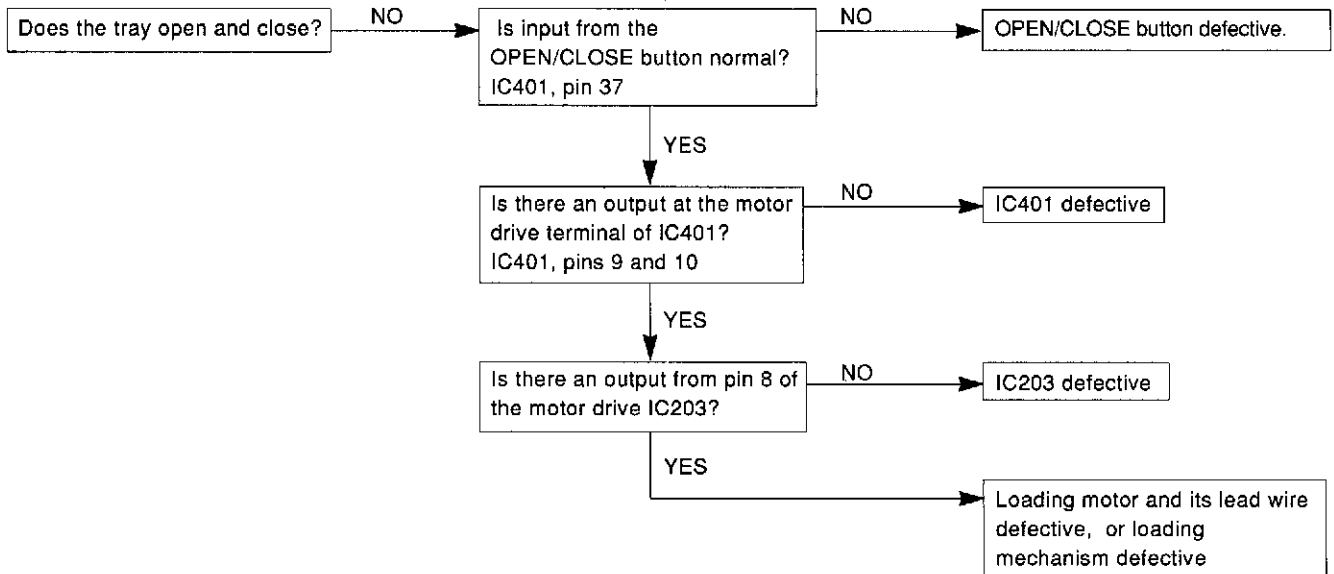 Does the tray open and close?
NO
Is input from the
OPEN/CLOSE button normal?
IC401, pin 37
NO
OPEN/CLOSE button defective.
YES
Is there an output at the motor
drive terminal of IC401?
IC401, pins 9 and 10
NO
IC401 defective
YES
Is there an output from pin 8 of
the motor drive IC203?
NO
IC203 defective
YES
Loading motor and its lead wire
defective, or loading
mechanism defective